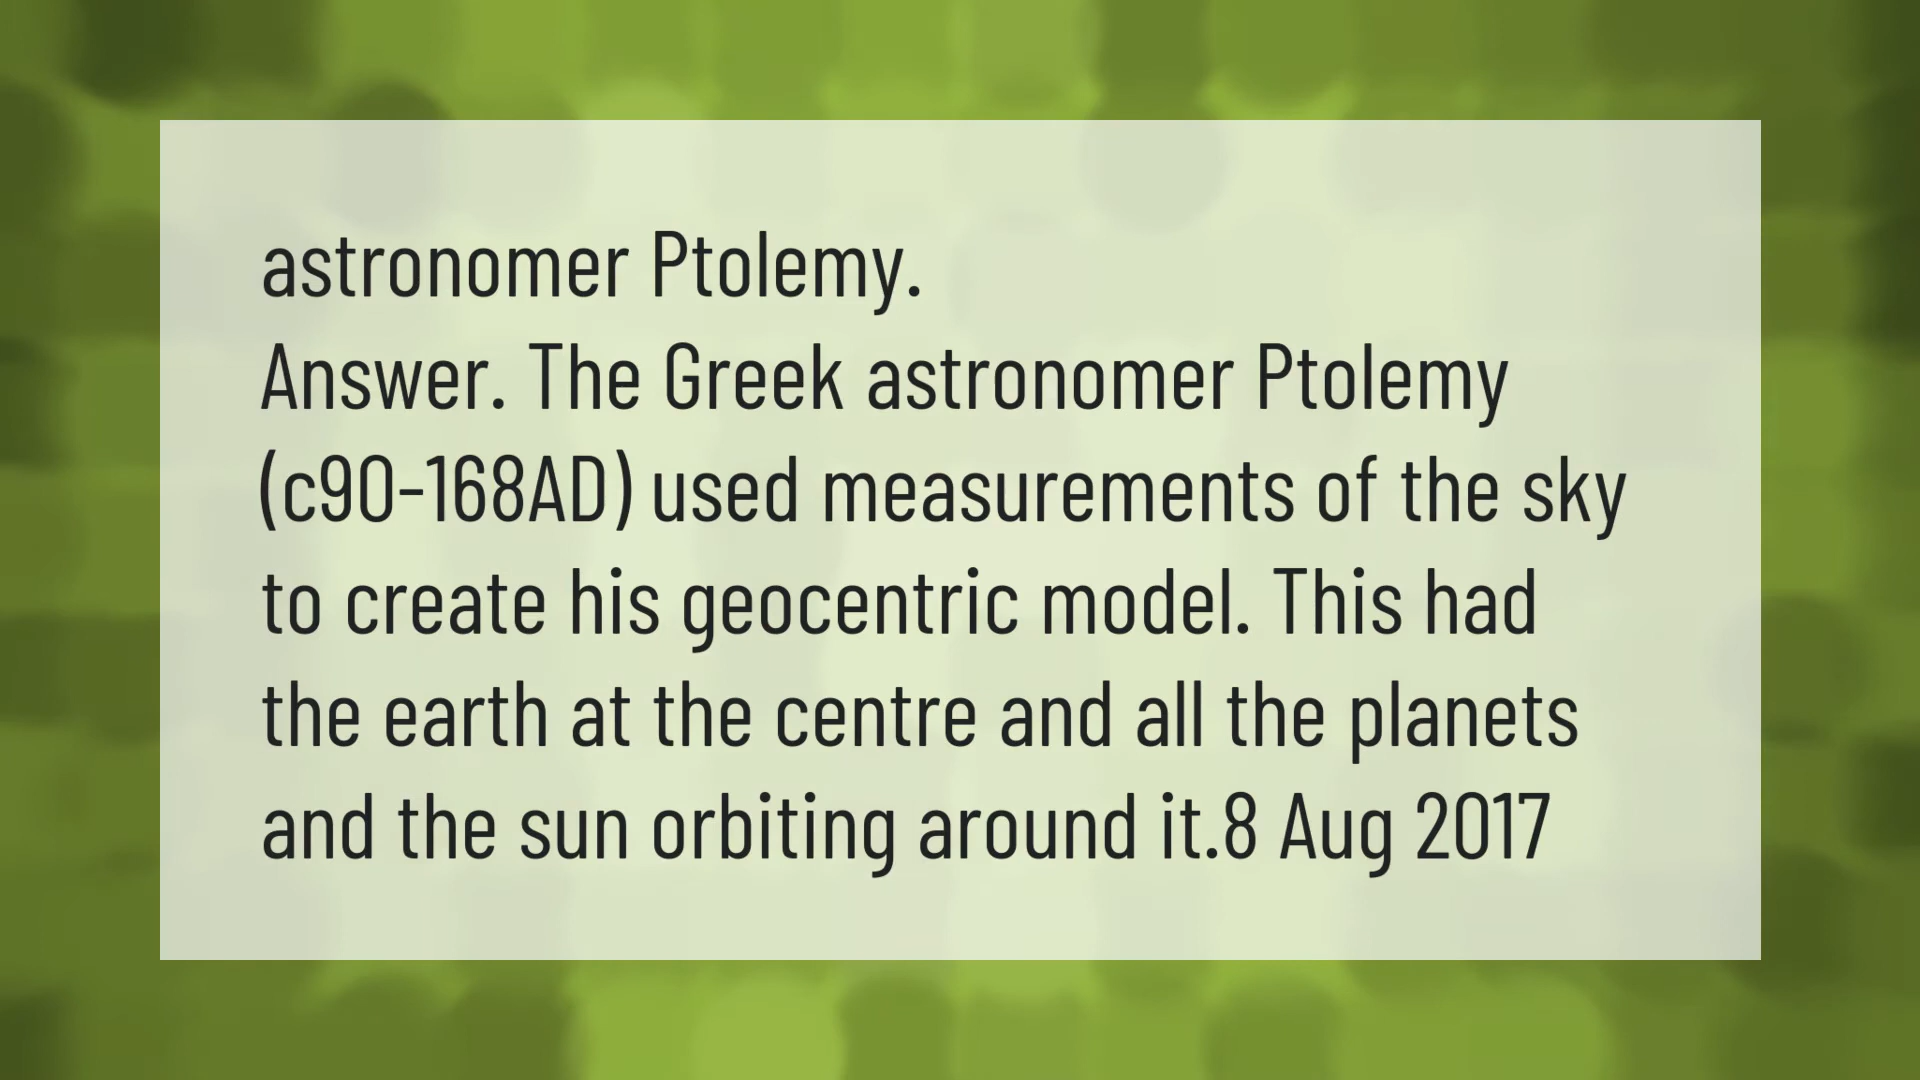 astronomer Ptolemy.
Answer. The Greek astronomer Ptolemy
(c90-168AD) used measurements of the sky
to create his geocentric model. This had
the earth at the centre and all the planets
and the sun orbiting around it.8 Aug 2017